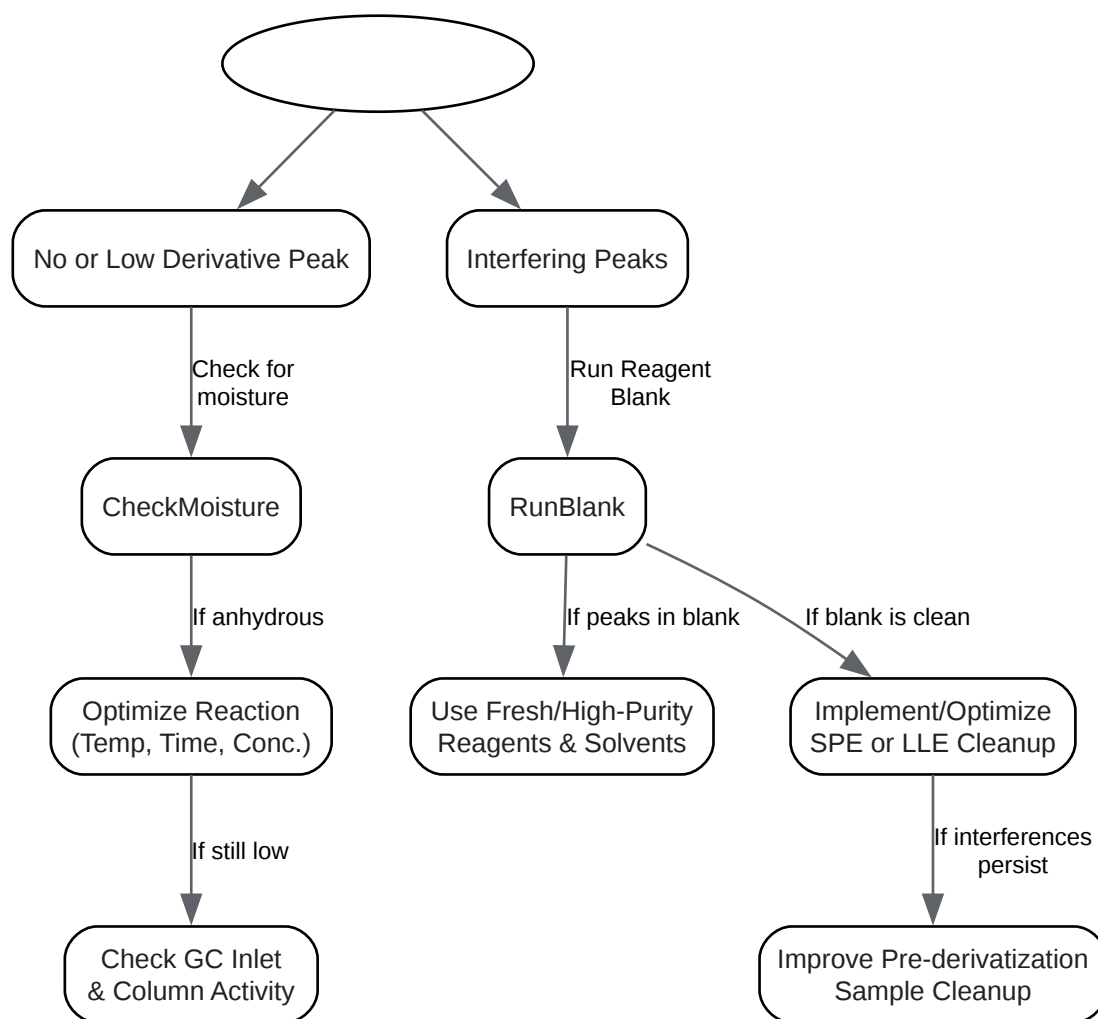 No or Low Derivative Peak
Interfering Peaks
Check for
moisture
Run Reagent
Blank
CheckMoisture
RunBlank
If anhydrous
If peaks in blank
If blank is clean
Optimize Reaction
(Temp, Time, Conc.)
Use Fresh/High-Purity
Reagents & Solvents
Implement/Optimize
SPE or LLE Cleanup
If still low
If interferences
persist
Check GC Inlet
& Column Activity
Improve Pre-derivatization
Sample Cleanup